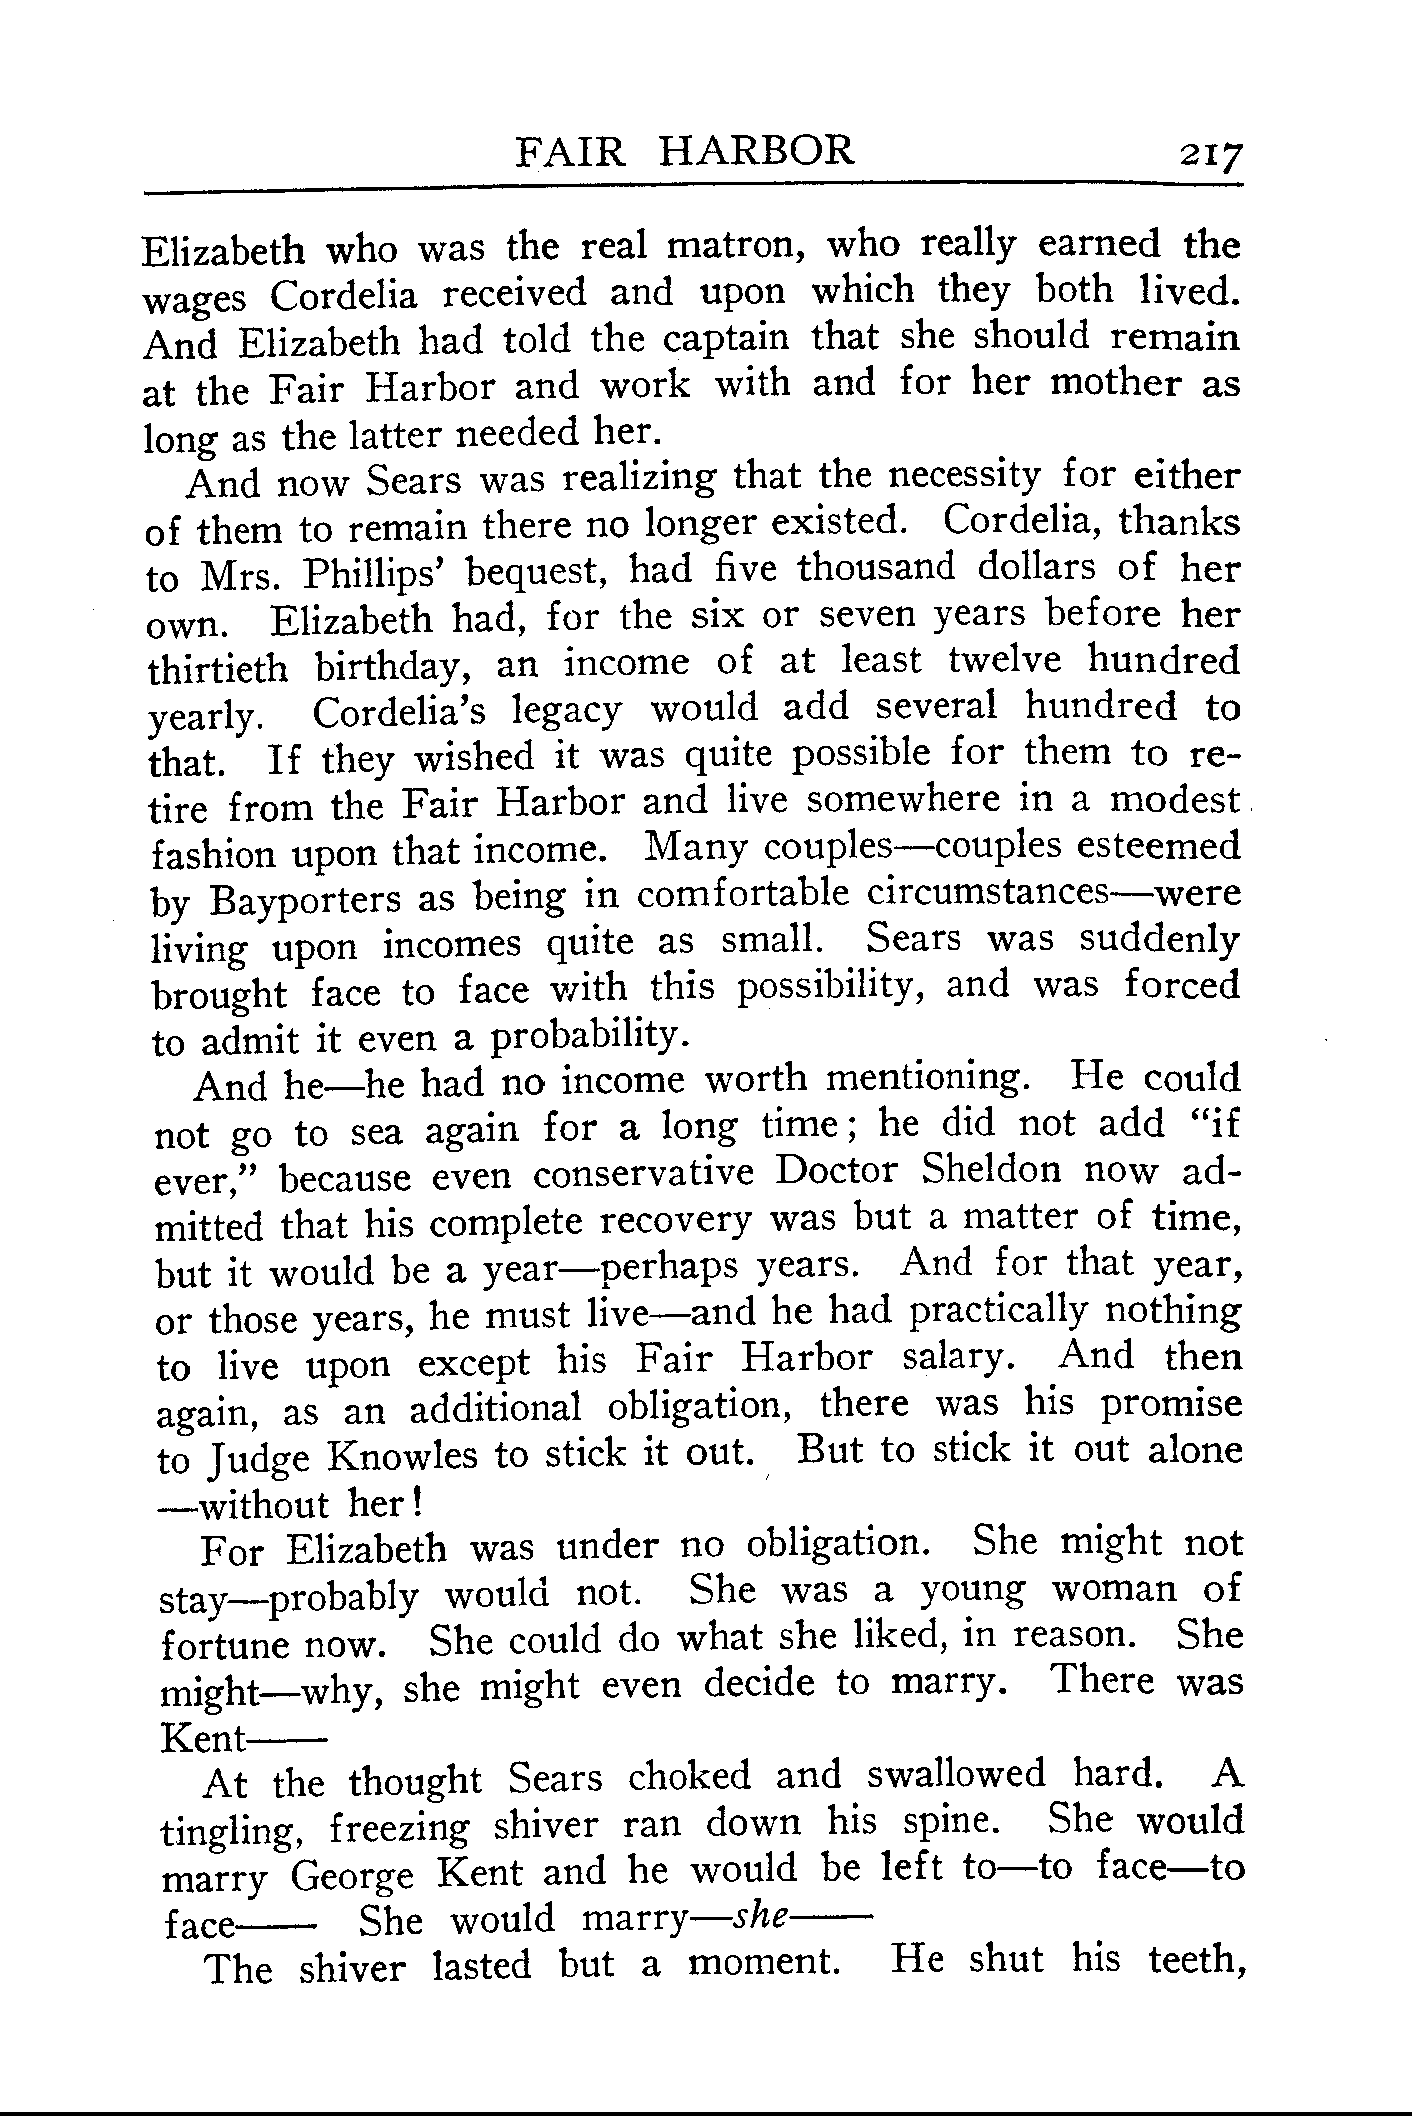 FAIR HARBOR 217
Elizabeth who was the real matron, who really earned the
wages Cordelia received and upon which they both lived.
And Elizabeth had told the captain that she should remain
at the Fair Harbor and work with and for her mother as
long as the latter needed her.
And now Sears was realizing that the necessity for either
of them to remain there no longer existed. Cordelia, thanks
to Mrs. Phillips’ bequest, had five thousand dollars of her
own. Elizabeth had, for the six or seven years before her
thirtieth birthday, an income of at least twelve hundred
yearly. Cordelia’s legacy would add several hundred to
that. If they wished it was quite possible for them to re-
tire from the Fair Harbor and live somewhere in a modest
fashion upon that income. Many couples—couples esteemed
by Bayporters as being in comfortable circumstances—were
living upon incomes quite as small. Sears was suddenly
brought face to face with this possibility, and was forced
to admit it even a probability.
And he—he had no income worth mentioning. He could
not go to sea again for a long time; he did not add “if
ever,” because even conservative Doctor Sheldon now ad-
mitted that his complete recovery was but a matter of time,
but it would be a year—perhaps years. And for that year,
or those years, he must live—and he had practically nothing
to live upon except his Fair Harbor salary. And then
again, as an additional obligation, there was his promise
to Judge Knowles to stick it out. But to stick it out alone
—without her!
For Elizabeth was under no obligation. She might not
stay—probably would not. She was a young woman of
fortune now. She could do what she liked, in reason. She
might—why, she might even decide to marry. There was
Kent——
At the thought Sears choked and swallowed hard. A
tingling, freezing shiver ran down his spine. She would
marry George Kent and he would be left to—to face—to
face—— She would marry—she——
The shiver lasted but a moment. He shut his teeth,